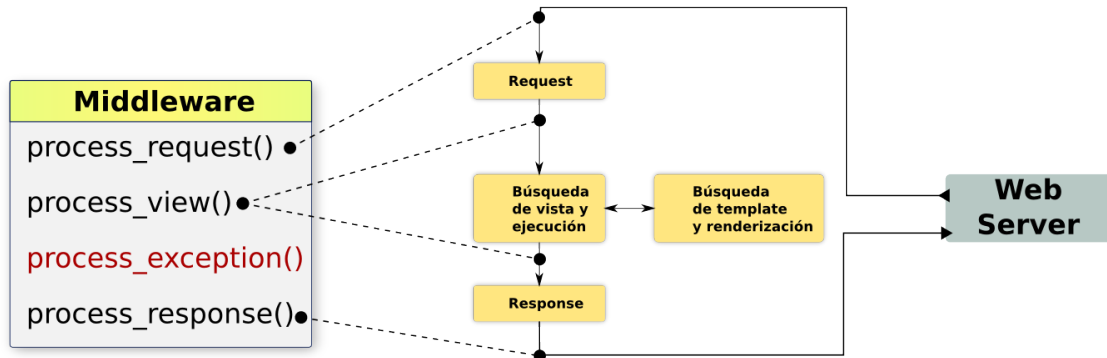 Middleware
process_request()
process_view()
process_exception()
process_response()
Request
Búsqueda
de vista y
ejecución
Búsqueda
de template
y renderización
Response
Web
Server